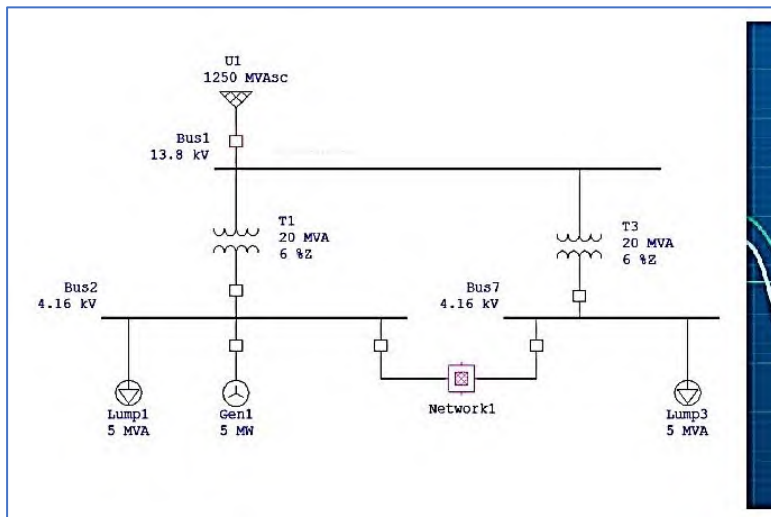 U1
1250 MVAsc
Bus1
13.8 kV
T1
20 MVA
6 %Z
T3
20 MVA
6 %Z
Bus2
4.16 kV
Bus7
4.16 kV
Network1
Lump1
5 MVA
Gen1
5 MW
Lump3
5 MVA